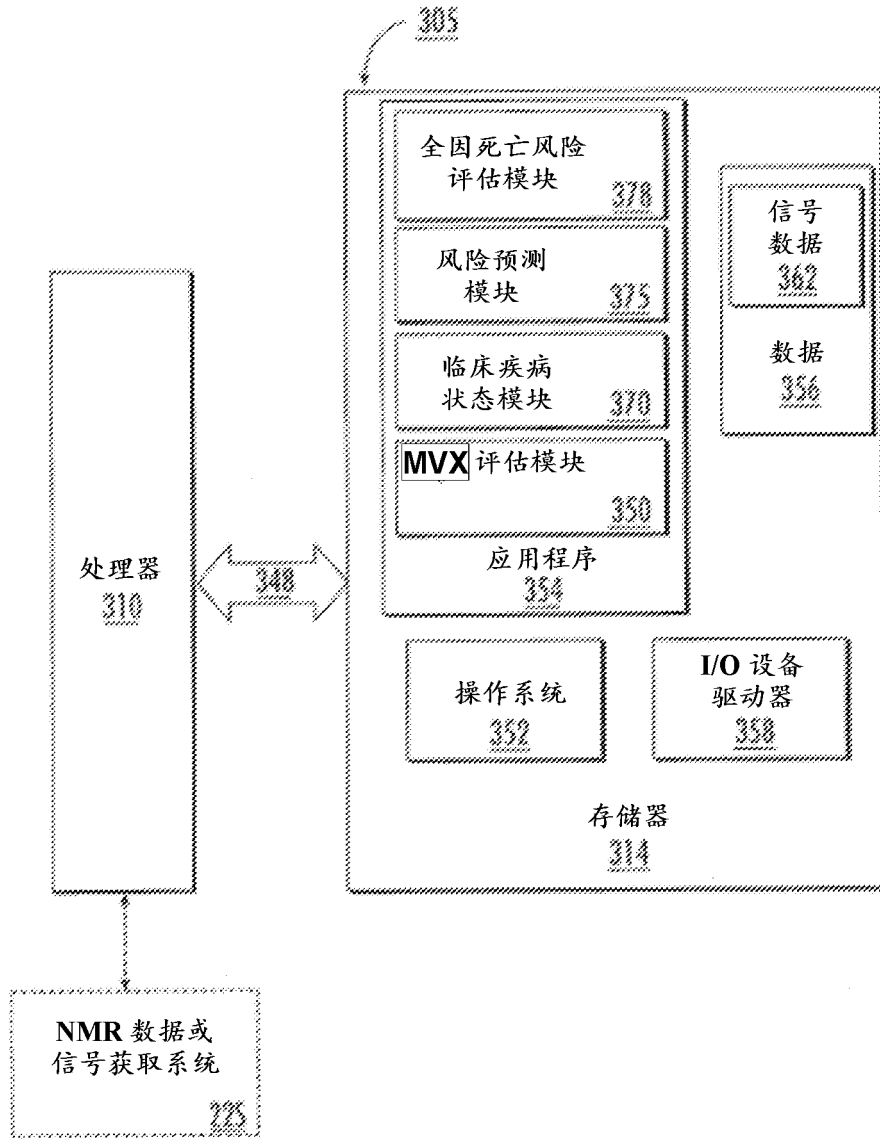 305
全因死亡风险
评估模块
378
风险预测
模块
375
临床疾病
状态模块
370
MVX 评估模块
350
应用程序
354
信号
数据
362
数据
356
处理器
310
348
操作系统
352
I/O 设备
驱动器
358
存储器
314
NMR 数据或
信号获取系统
225